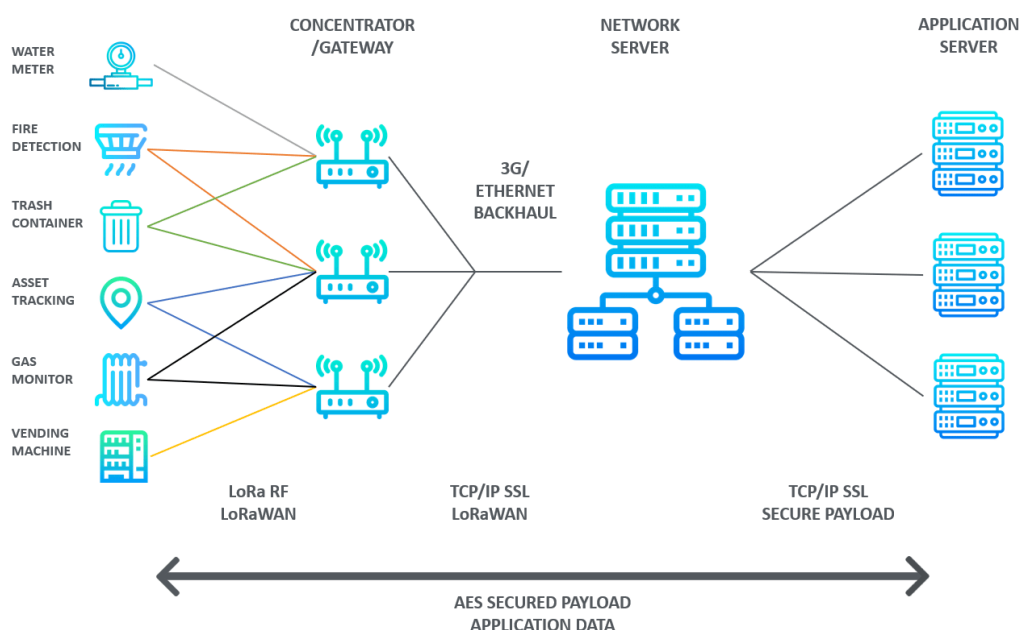 CONCENTRATOR
/GATEWAY
NETWORK
SERVER
APPLICATION
SERVER
WATER
METER
FIRE
DETECTION
TRASH
CONTAINER
ASSET
TRACKING
GAS
MONITOR
VENDING
MACHINE
3G/
ETHERNET
BACKHAUL
LoRa RF
LoRaWAN
TCP/IP SSL
LoRaWAN
TCP/IP SSL
SECURE PAYLOAD
AES SECURED PAYLOAD
APPLICATION DATA